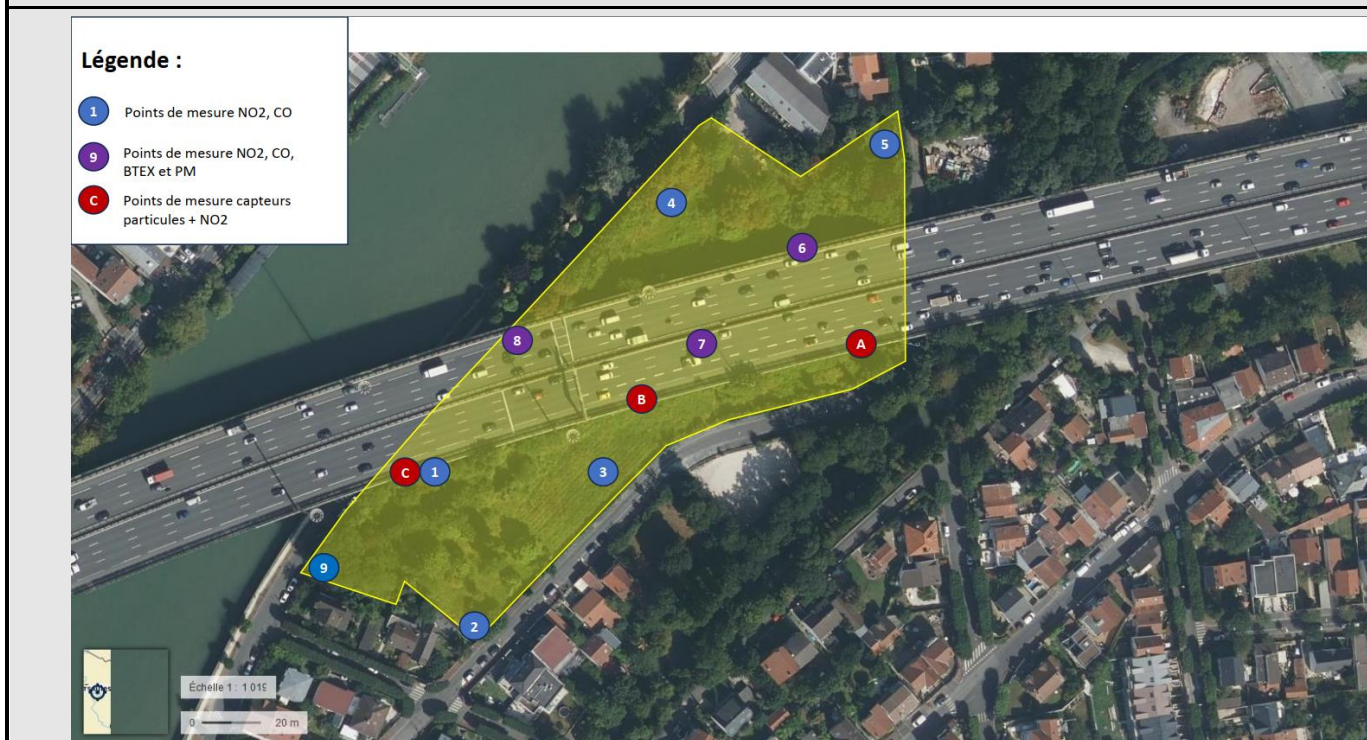 Légende :
1 Points de mesure NO2, CO
9 Points de mesure NO2, CO,
BTEX et PM
C Points de mesure capteurs
particules + NO2
5
4
6
8
7
A
B
C 1
3
9
2
Échelle 1 : 1 019
0 20 m